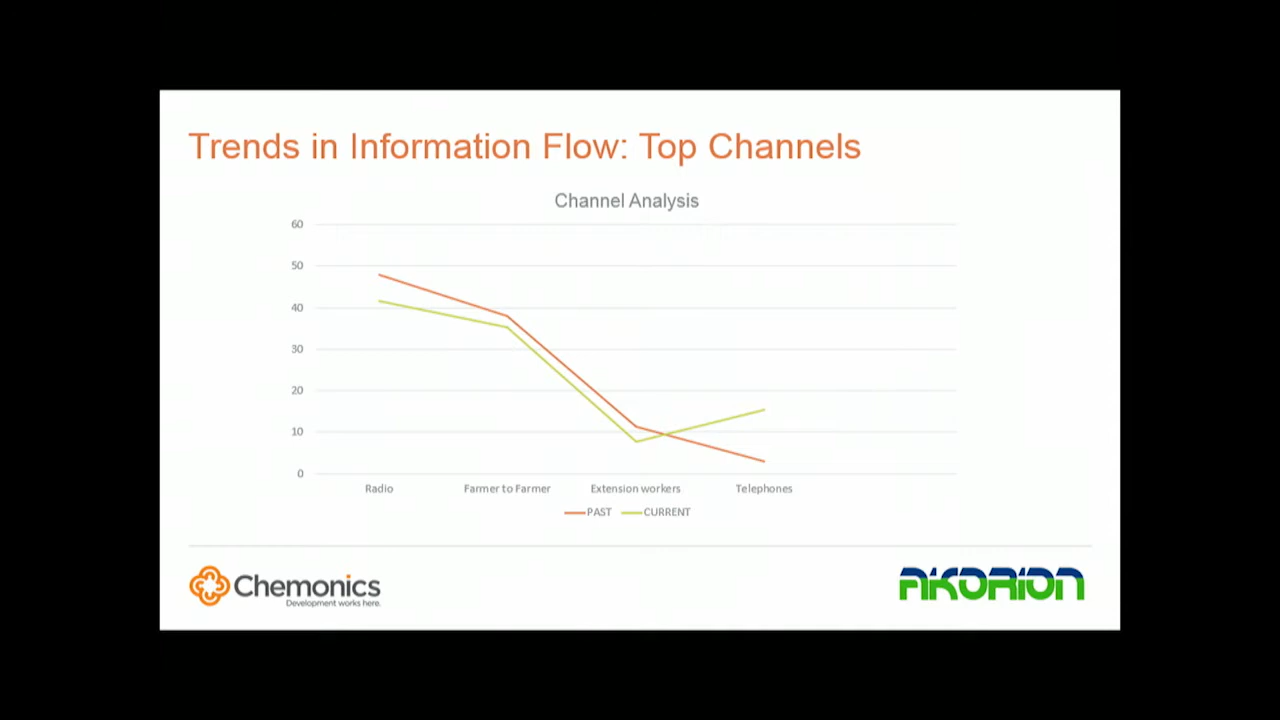 Trends in Information Flow: Top Channels
Channel Analysis
60
50
40
30
20
10
0
Radio Farmer to Farmer Extension workers Telephones
PAST CURRENT
Chemonics
Development works here.
AKORION